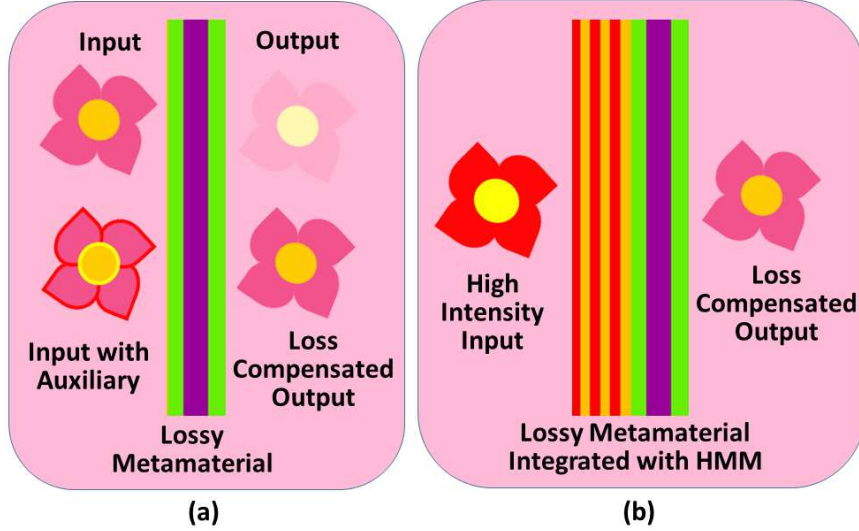 Input
Output
Input with
Auxiliary
Loss
Compensated
Output
Lossy
Metamaterial
(a)
High
Intensity
Input
Loss
Compensated
Output
Lossy Metamaterial
Integrated with HMM
(b)